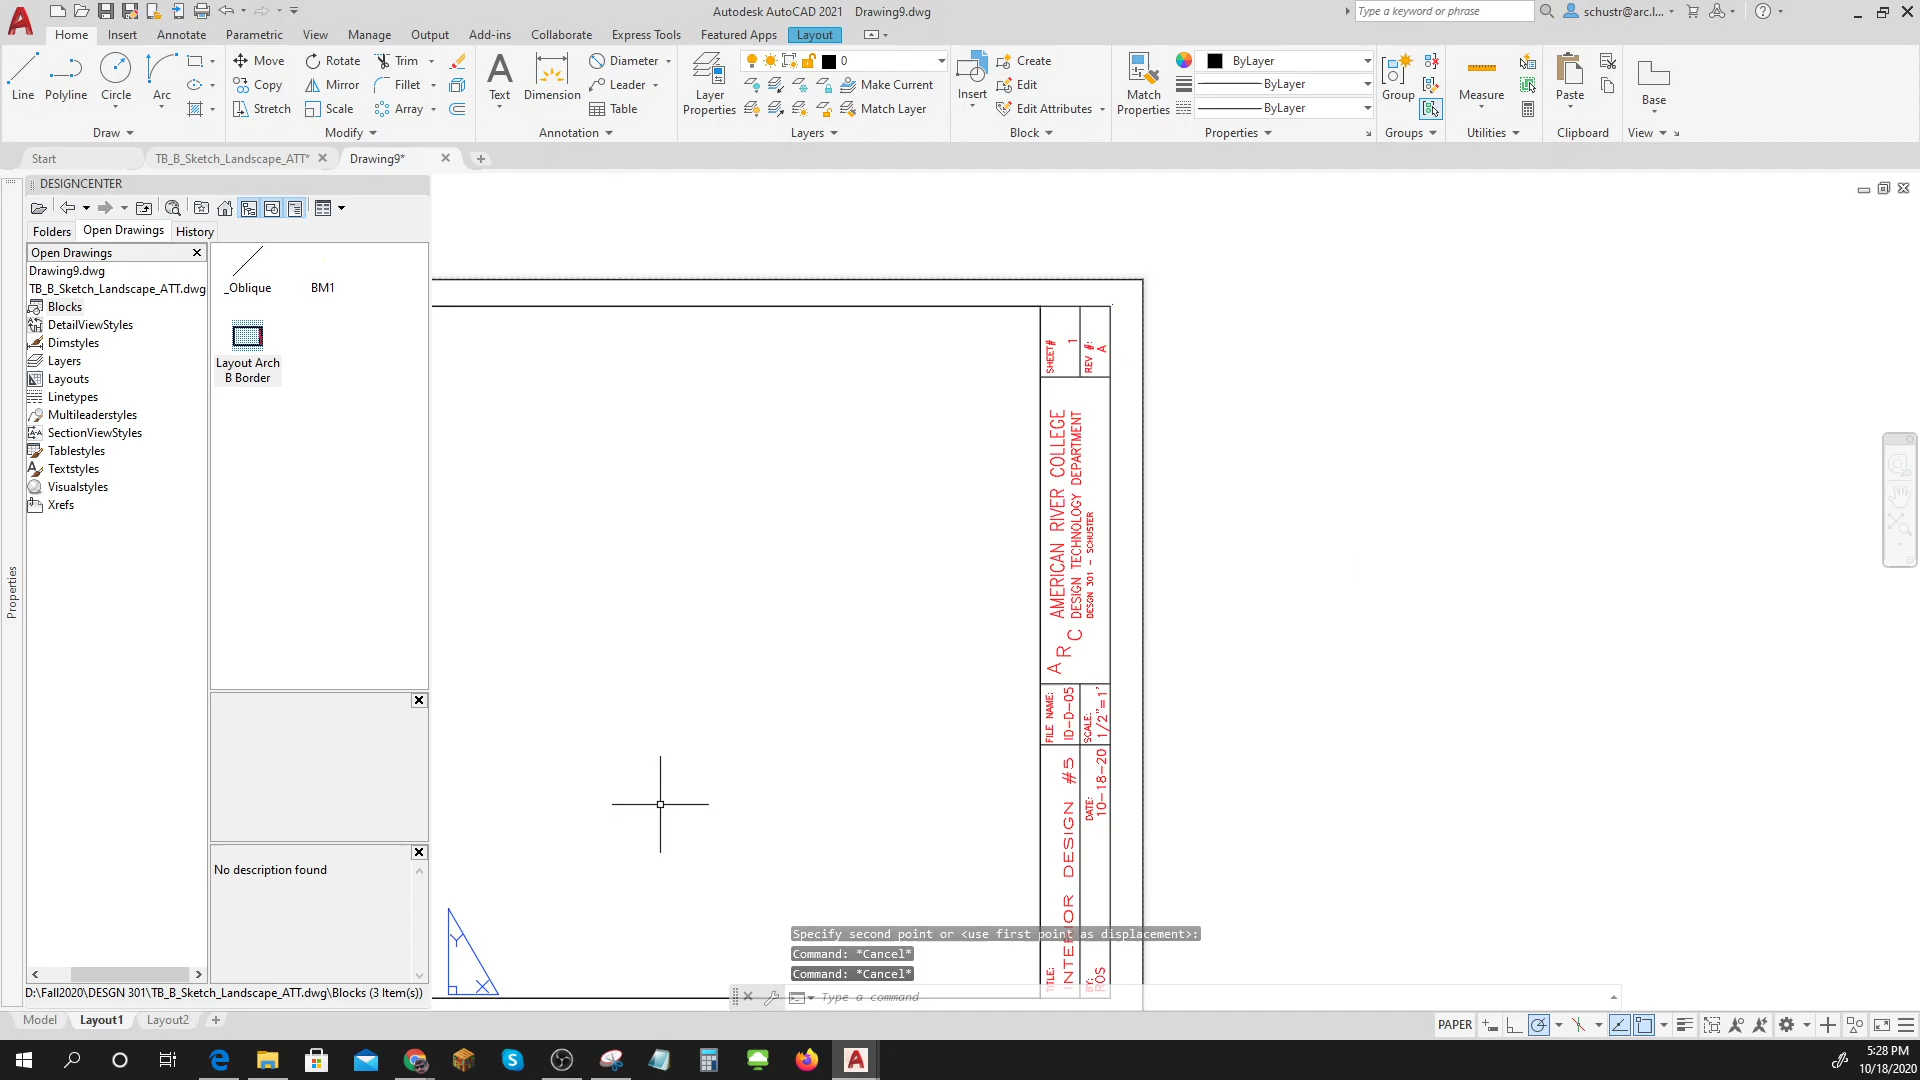 Autodesk AutoCAD 2021 Drawing9.dwg
Type a keyword or phrase
schustr@arc.l...
Home Insert Annotate Parametric View Manage Output Add-ins Collaborate Express Tools Featured Apps Layout
Line Polyline Circle Arc
Move Rotate Trim
Copy Mirror Fillet
Stretch Scale Array
Text Dimension
Diameter
Leader
Table
Layer Properties
0
Make Current
Match Layer
Insert
Create
Edit
Edit Attributes
Match Properties
ByLayer
ByLayer
ByLayer
Group
Measure
Paste
Base
Draw Modify Annotation Layers Block Properties Groups Utilities Clipboard View
Start TB_B_Sketch_Landscape_ATT* Drawing9*
DESIGNCENTER
Folders Open Drawings History
Open Drawings
Drawing9.dwg
TB_B_Sketch_Landscape_ATT.dwg
Blocks
DetailViewStyles
Dimstyles
Layers
Layouts
Linetypes
Multileaderstyles
SectionViewStyles
Tablestyles
Textstyles
Visualstyles
Xrefs
_Oblique BM1
Layout Arch
B Border
No description found
Properties
D:\Fall2020\DESGN 301\TB_B_Sketch_Landscape_ATT.dwg\Blocks (3 Item(s))
SHEET#
1
REV #:
A
AMERICAN RIVER COLLEGE
DESIGN TECHNOLOGY DEPARTMENT
DESGN 301 - SCHUSTER
A R C
FILE NAME:
ID-D-05
SCALE:
1/2"=1'
TITLE:
INTERIOR DESIGN #5
DATE:
10-18-20
BY:
ROS
Y
X
Specify second point or <use first point as displacement>:
Command: *Cancel*
Command: *Cancel*
Type a command
Model Layout1 Layout2
PAPER
5:28 PM
10/18/2020